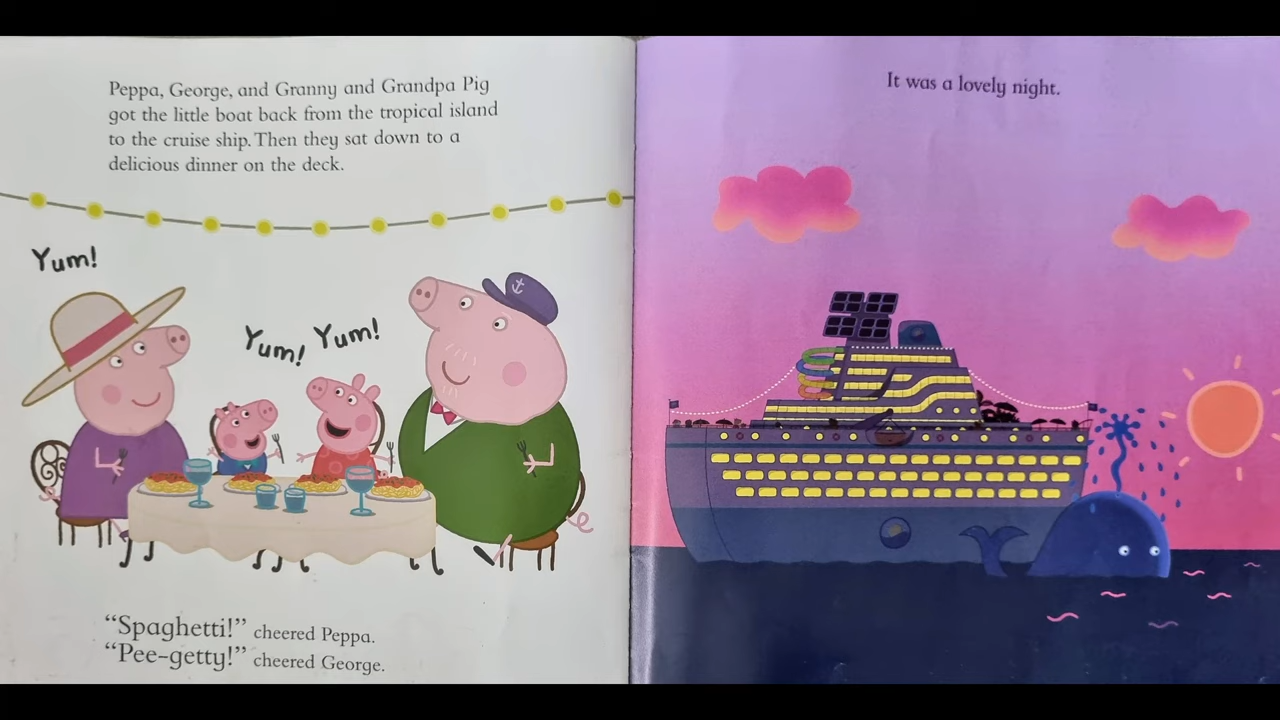 Peppa, George, and Granny and Grandpa Pig
got the little boat back from the tropical island
to the cruise ship. Then they sat down to a
delicious dinner on the deck.
Yum!
Yum! Yum!
“Spaghetti!” cheered Peppa.
“Pee-getty!” cheered George.
It was a lovely night.